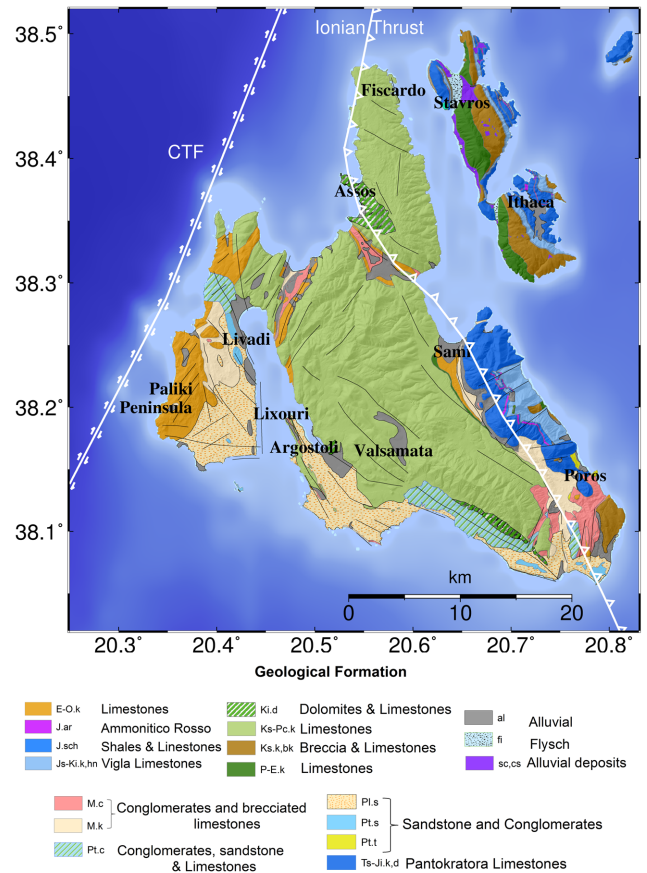 38.5˚
38.4˚
38.3˚
38.2˚
38.1˚
Ionian Thrust
CTF
Fiscardo
Stavros
Assos
Ithaca
Livadi
Sami
Paliki
Peninsula
Lixouri
Argostoli
Valsamata
Poros
km
0 10 20
20.3˚ 20.4˚ 20.5˚ 20.6˚ 20.7˚ 20.8˚
Geological Formation
E-O.k Limestones
J.ar Ammonitico Rosso
J.sch Shales & Linestones
Js-Ki.k,hn Vigla Limestones
Ki.d Dolomites & Limestones
Ks-Pc.k Limestones
Ks.k,bk Breccia & Limestones
P-E.k Limestones
al Alluvial
fi Flysch
sc,cs Alluvial deposits
M.c
M.k
Conglomerates and brecciated
limestones
Pt.c Conglomerates, sandstone
& Limestones
Pl.s
Pt.s
Pt.t
Sandstone and Conglomerates
Ts-Ji.k,d Pantokratora Limestones